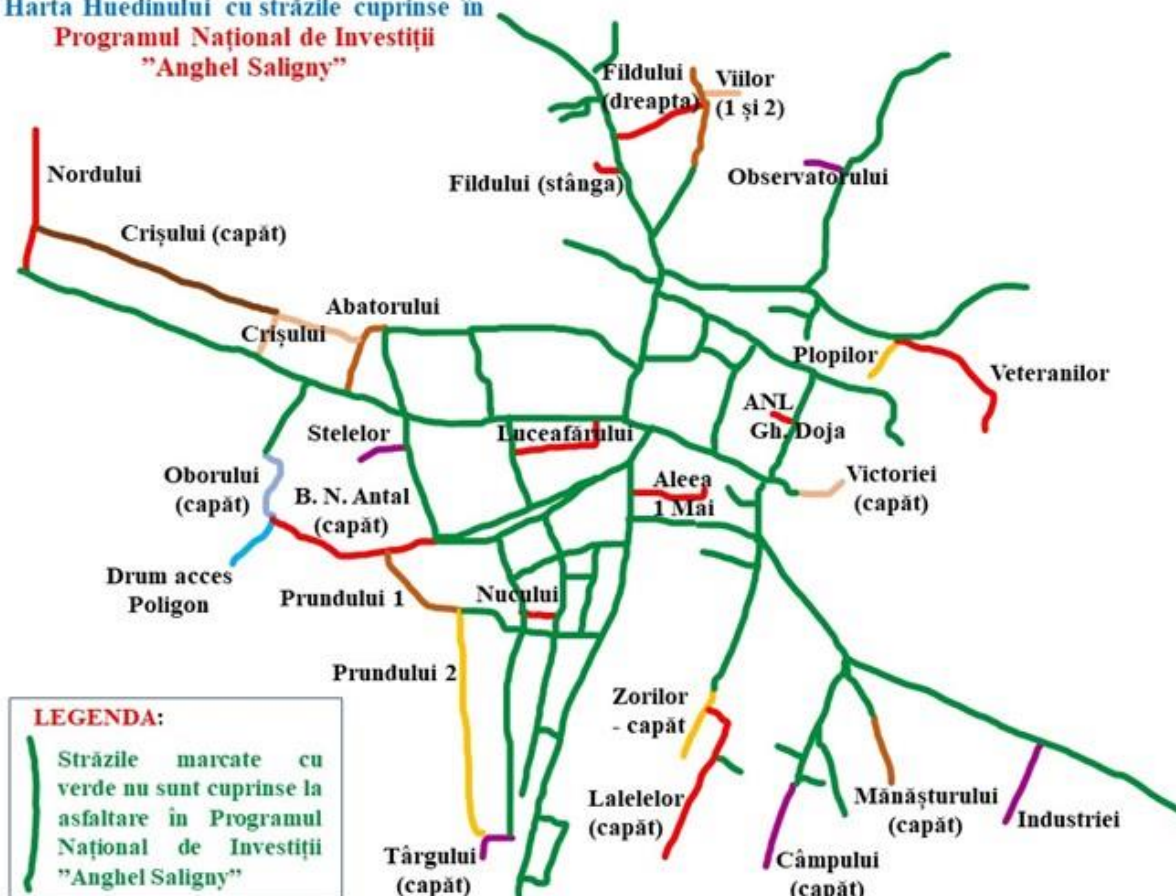 Harta Huedinului cu străzile cuprinse în
Programul Național de Investiții
”Anghel Saligny”
Fildului
(dreapta)
Viilor
(1 și 2)
Nordului
Fildului (stânga)
Observatorului
Crișului (capăt)
Abatorului
Crișului
Plopilor
Veteranilor
ANL
Gh. Doja
Stelelor
Luceafărului
Oborului
(capăt)
B. N. Antal
(capăt)
Aleea
1 Mai
Victoriei
(capăt)
Drum acces
Poligon
Prundului 1
Nucului
Prundului 2
Zorilor
- capăt
LEGENDA:
Străzile marcate cu
verde nu sunt cuprinse la
asfaltare în Programul
Național de Investiții
”Anghel Saligny”
Lalelelor
(capăt)
Mănășturului
(capăt)
Industriei
Târgului
(capăt)
Câmpului
(capăt)